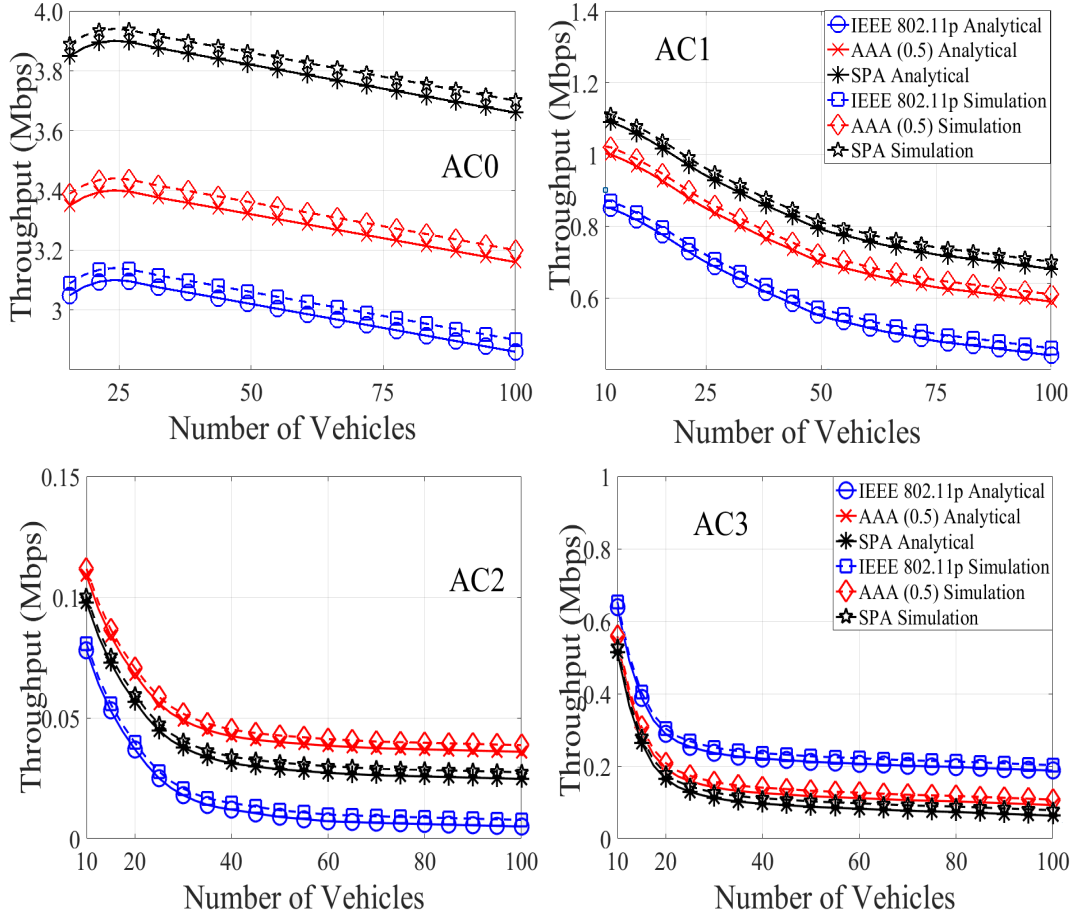 4.0
3.8
3.6
3.4
3.2
3
Throughput (Mbps)
AC0
25
50
75
100
Number of Vehicles
1.4
1.2
1
0.8
0.6
Throughput (Mbps)
AC1
IEEE 802.11p Analytical
AAA (0.5) Analytical
SPA Analytical
IEEE 802.11p Simulation
AAA (0.5) Simulation
SPA Simulation
10
25
50
75
100
Number of Vehicles
0.15
0.1
0.05
0
Throughput (Mbps)
AC2
10
20
40
60
80
100
Number of Vehicles
1
0.8
0.6
0.4
0.2
0
Throughput (Mbps)
AC3
IEEE 802.11p Analytical
AAA (0.5) Analytical
SPA Analytical
IEEE 802.11p Simulation
AAA (0.5) Simulation
SPA Simulation
10
20
40
60
80
100
Number of Vehicles